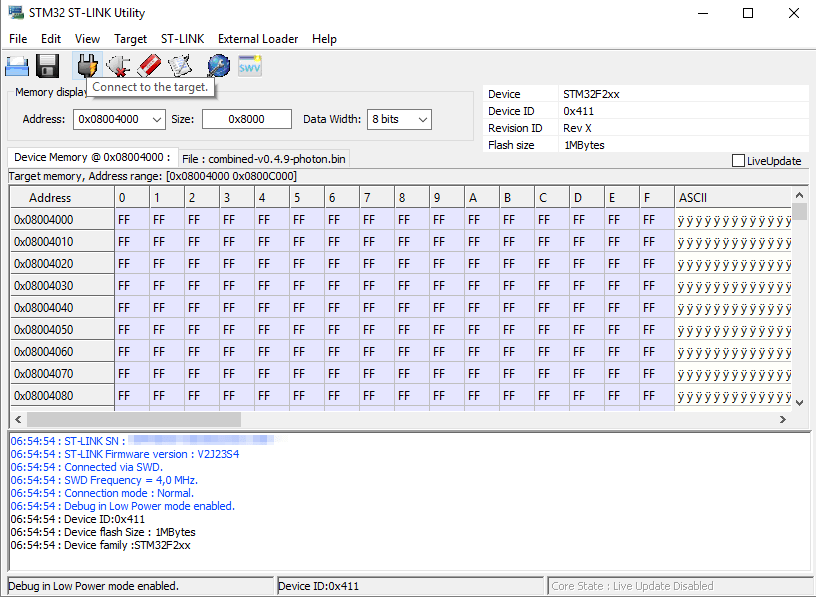 STM32 ST-LINK Utility
File Edit View Target ST-LINK External Loader Help
SWV
Connect to the target.
Memory display
Address: 0x08004000 Size: 0x8000 Data Width: 8 bits
Device STM32F2xx
Device ID 0x411
Revision ID Rev X
Flash size 1MBytes
LiveUpdate
Device Memory @ 0x08004000 : File : combined-v0.4.9-photon.bin
Target memory, Address range: [0x08004000 0x0800C000]
Address 0 1 2 3 4 5 6 7 8 9 A B C D E F ASCII
0x08004000 FF FF FF FF FF FF FF FF FF FF FF FF FF FF FF FF ÿÿÿÿÿÿÿÿÿÿÿÿÿ
0x08004010 FF FF FF FF FF FF FF FF FF FF FF FF FF FF FF FF ÿÿÿÿÿÿÿÿÿÿÿÿÿ
0x08004020 FF FF FF FF FF FF FF FF FF FF FF FF FF FF FF FF ÿÿÿÿÿÿÿÿÿÿÿÿÿ
0x08004030 FF FF FF FF FF FF FF FF FF FF FF FF FF FF FF FF ÿÿÿÿÿÿÿÿÿÿÿÿÿ
0x08004040 FF FF FF FF FF FF FF FF FF FF FF FF FF FF FF FF ÿÿÿÿÿÿÿÿÿÿÿÿÿ
0x08004050 FF FF FF FF FF FF FF FF FF FF FF FF FF FF FF FF ÿÿÿÿÿÿÿÿÿÿÿÿÿ
0x08004060 FF FF FF FF FF FF FF FF FF FF FF FF FF FF FF FF ÿÿÿÿÿÿÿÿÿÿÿÿÿ
0x08004070 FF FF FF FF FF FF FF FF FF FF FF FF FF FF FF FF ÿÿÿÿÿÿÿÿÿÿÿÿÿ
0x08004080 FF FF FF FF FF FF FF FF FF FF FF FF FF FF FF FF ÿÿÿÿÿÿÿÿÿÿÿÿÿ
06:54:54 : ST-LINK SN :
06:54:54 : ST-LINK Firmware version : V2J23S4
06:54:54 : Connected via SWD.
06:54:54 : SWD Frequency = 4,0 MHz.
06:54:54 : Connection mode : Normal.
06:54:54 : Debug in Low Power mode enabled.
06:54:54 : Device ID:0x411
06:54:54 : Device flash Size : 1MBytes
06:54:54 : Device family :STM32F2xx
Debug in Low Power mode enabled. Device ID:0x411 Core State : Live Update Disabled